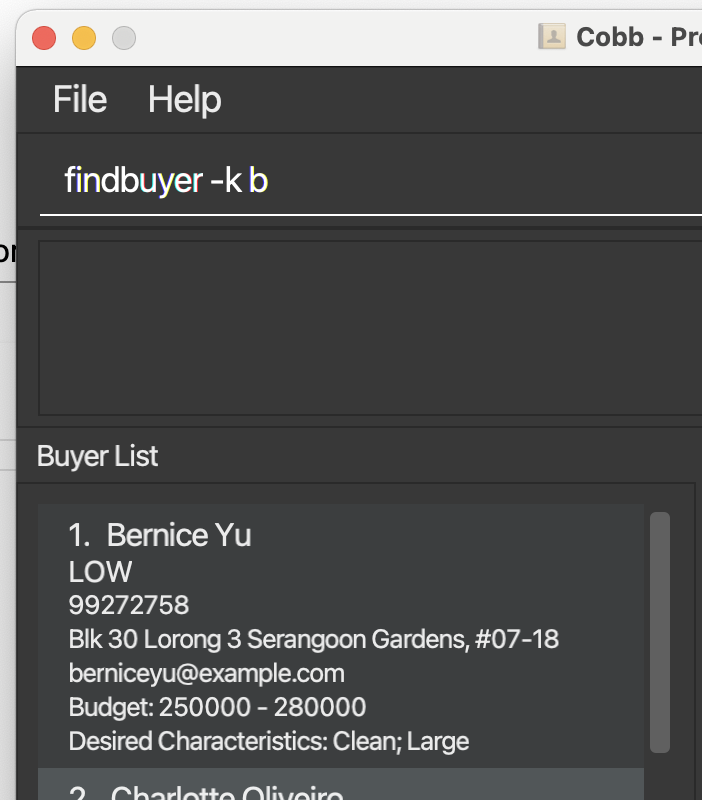 Cobb - Pr
File Help
findbuyer -k b
Buyer List
1. Bernice Yu
LOW
99272758
Blk 30 Lorong 3 Serangoon Gardens, #07-18
berniceyu@example.com
Budget: 250000 - 280000
Desired Characteristics: Clean; Large
2. Charlotte Oliveiro